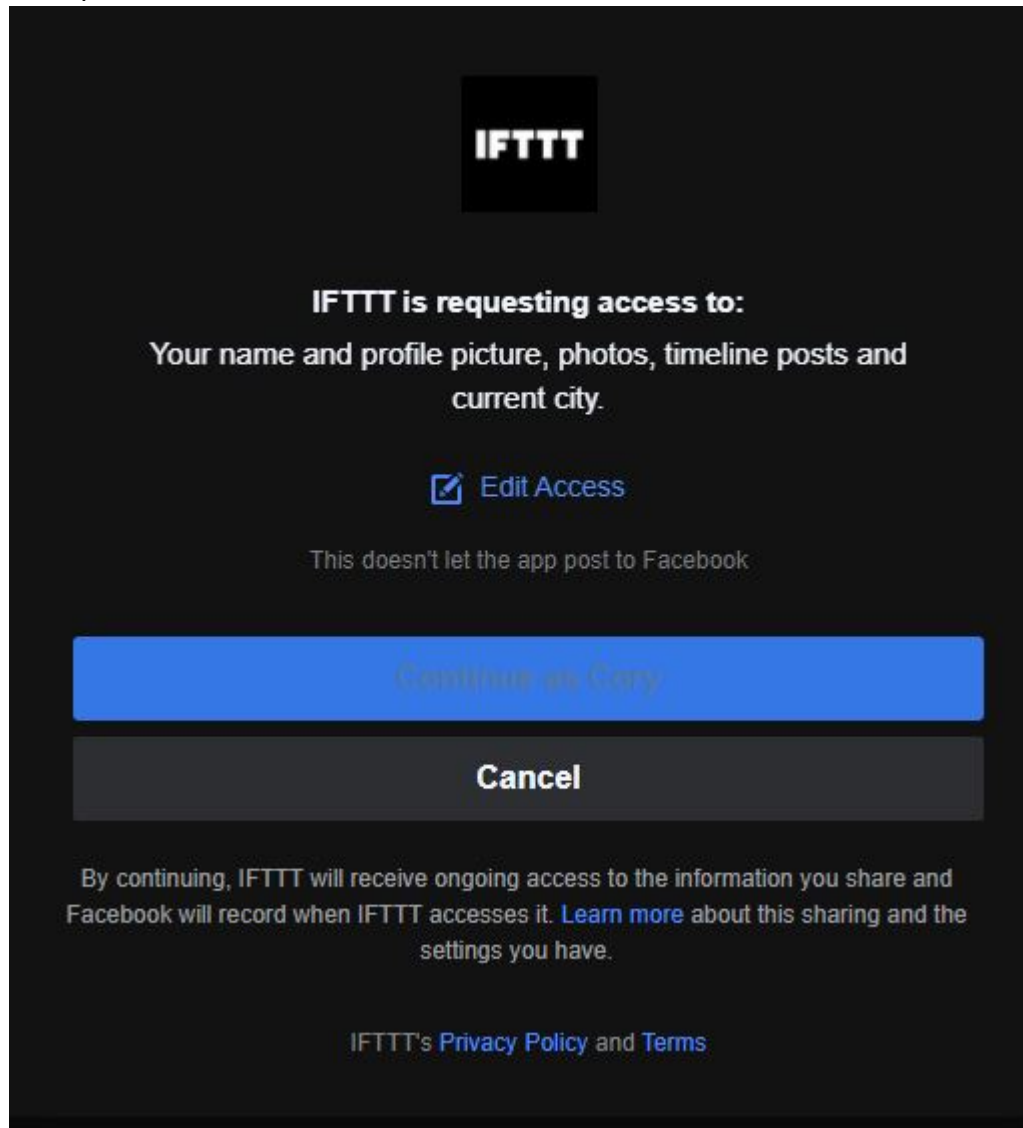 IFTTT
IFTTT is requesting access to:
Your name and profile picture, photos, timeline posts and
current city.
Edit Access
This doesn't let the app post to Facebook
Continue as Cory
Cancel
By continuing, IFTTT will receive ongoing access to the information you share and
Facebook will record when IFTTT accesses it. Learn more about this sharing and the
settings you have.
IFTTT's Privacy Policy and Terms